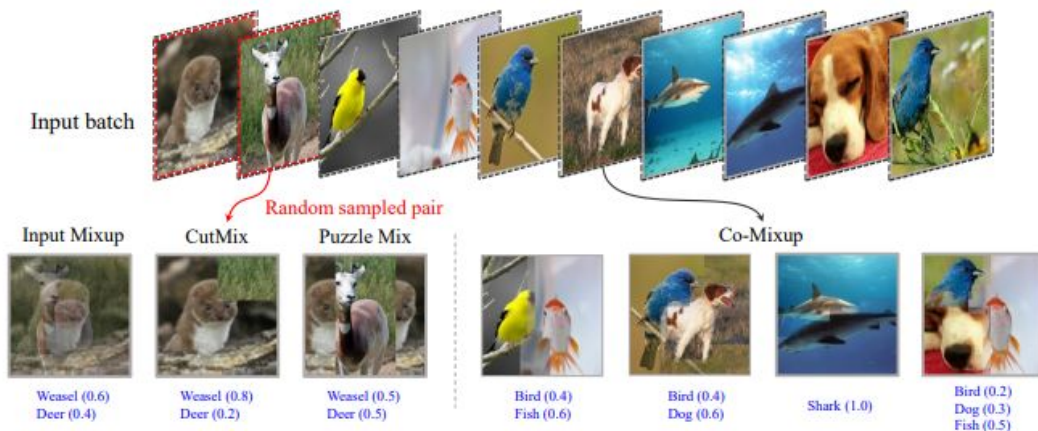 Input batch
Random sampled pair
Input Mixup
CutMix
Puzzle Mix
Co-Mixup
Weasel (0.6)
Deer (0.4)
Weasel (0.8)
Deer (0.2)
Weasel (0.5)
Deer (0.5)
Bird (0.4)
Fish (0.6)
Bird (0.4)
Dog (0.6)
Shark (1.0)
Bird (0.2)
Dog (0.3)
Fish (0.5)